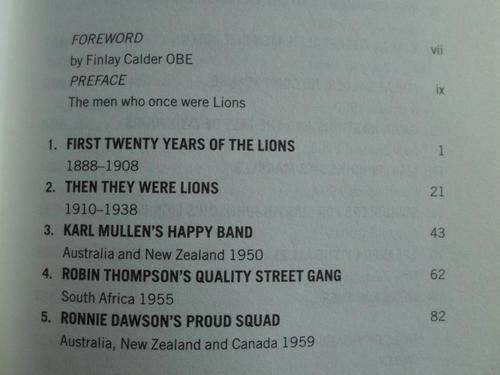 FOREWORD
by Finlay Calder OBE vii
PREFACE
The men who once were Lions ix
1. FIRST TWENTY YEARS OF THE LIONS 1
1888–1908
2. THEN THEY WERE LIONS 21
1910–1938
3. KARL MULLEN'S HAPPY BAND 43
Australia and New Zealand 1950
4. ROBIN THOMPSON'S QUALITY STREET GANG 62
South Africa 1955
5. RONNIE DAWSON'S PROUD SQUAD 82
Australia, New Zealand and Canada 1959